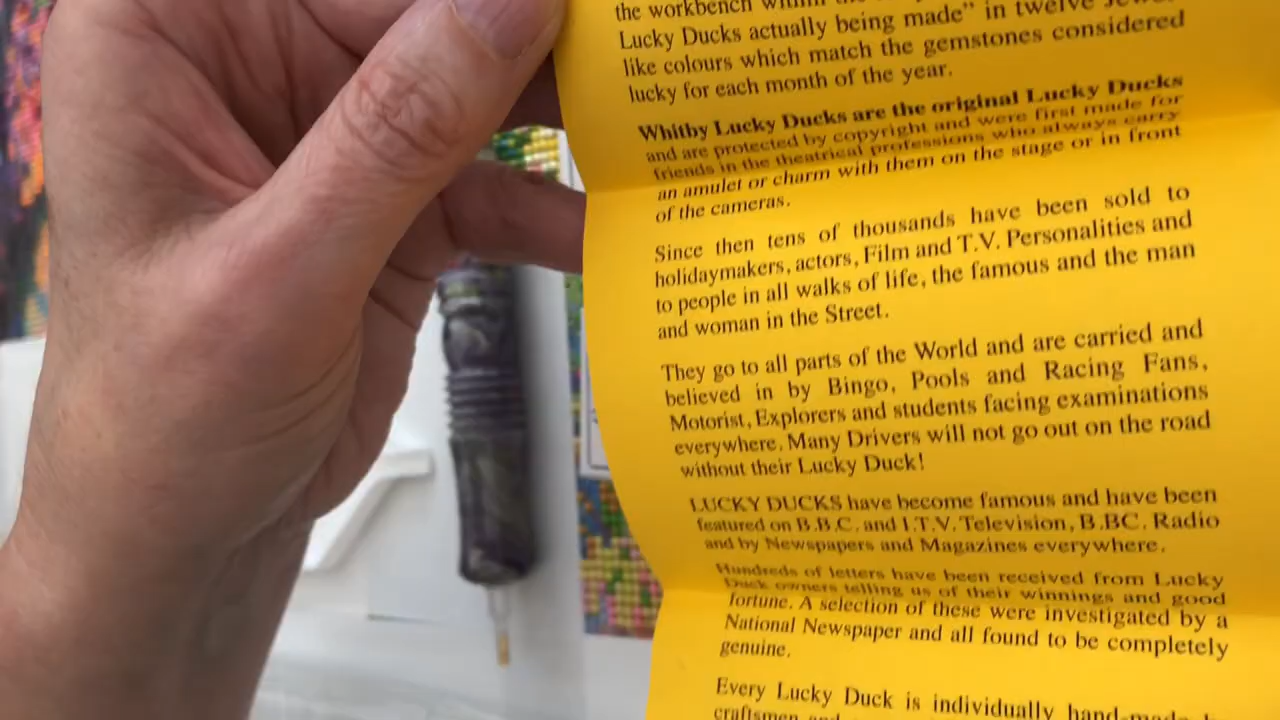 the workbench within the
Lucky Ducks actually being made” in twelve
like colours which match the gemstones considered
lucky for each month of the year.
Whitby Lucky Ducks are the original Lucky Ducks
and are protected by copyright and were first made for
friends in the theatrical professions who always carry
an amulet or charm with them on the stage or in front
of the cameras.
Since then tens of thousands have been sold to
holidaymakers, actors, Film and T.V. Personalities and
to people in all walks of life, the famous and the man
and woman in the Street.
They go to all parts of the World and are carried and
believed in by Bingo, Pools and Racing Fans,
Motorist, Explorers and students facing examinations
everywhere. Many Drivers will not go out on the road
without their Lucky Duck!
LUCKY DUCKS have become famous and have been
featured on B.B.C. and I.T.V. Television, B.BC. Radio
and by Newspapers and Magazines everywhere.
Hundreds of letters have been received from Lucky
Duck owners telling us of their winnings and good
fortune. A selection of these were investigated by a
National Newspaper and all found to be completely
genuine.
Every Lucky Duck is individually hand-made
craftsmen and